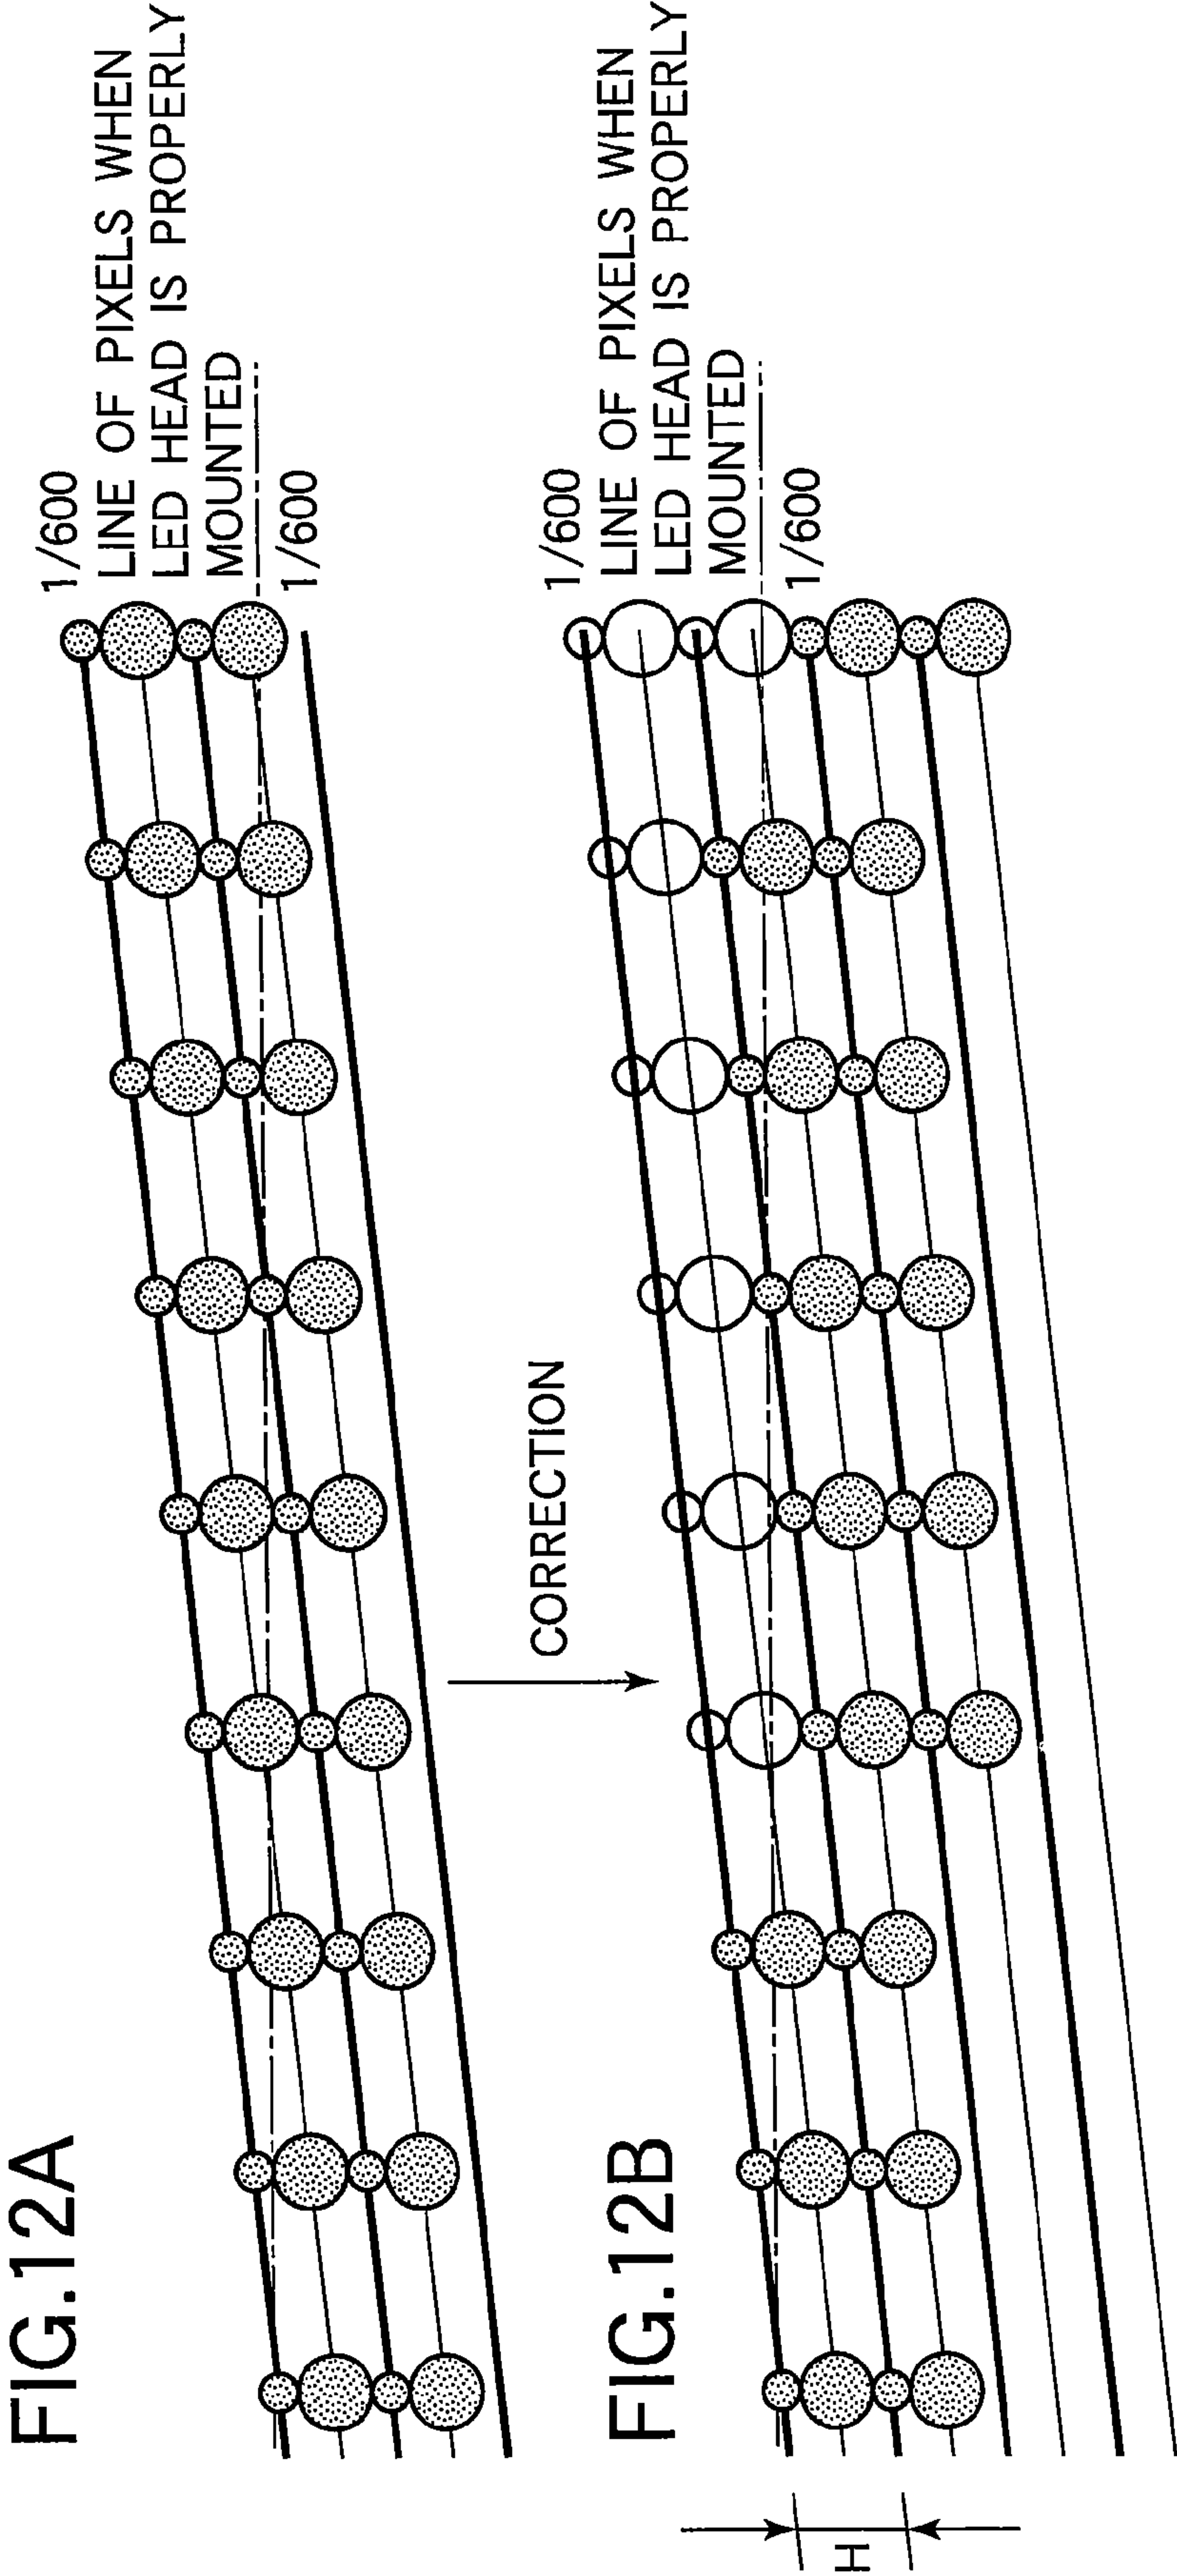 FIG.12A
1/600
LINE OF PIXELS WHEN
LED HEAD IS PROPERLY
MOUNTED
1/600
CORRECTION
FIG.12B
1/600
LINE OF PIXELS WHEN
LED HEAD IS PROPERLY
MOUNTED
1/600
H